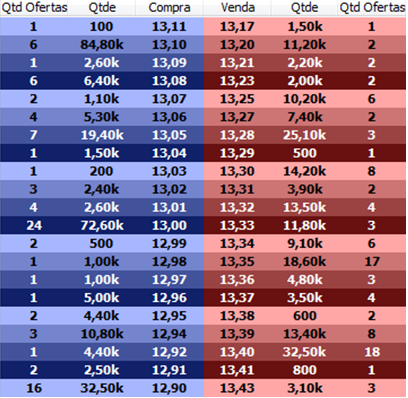 Qtd Ofertas Qtde Compra Venda Qtde Qtd Ofertas
1 100 13,11 13,17 1,50k 1
6 84,80k 13,10 13,20 11,20k 2
1 2,60k 13,09 13,21 2,20k 2
6 6,40k 13,08 13,23 2,00k 2
2 1,10k 13,07 13,25 10,20k 6
4 5,30k 13,06 13,27 7,40k 2
7 19,40k 13,05 13,28 25,10k 3
1 1,50k 13,04 13,29 500 1
1 200 13,03 13,30 14,20k 8
3 2,40k 13,02 13,31 3,90k 2
4 2,60k 13,01 13,32 13,50k 4
24 72,60k 13,00 13,33 11,80k 3
2 500 12,99 13,34 9,10k 6
1 1,00k 12,98 13,35 18,60k 17
1 1,00k 12,97 13,36 4,80k 3
1 5,00k 12,96 13,37 3,50k 4
2 4,40k 12,95 13,38 600 2
3 10,80k 12,94 13,39 13,40k 8
1 4,40k 12,92 13,40 32,50k 18
2 2,50k 12,91 13,41 800 1
16 32,50k 12,90 13,43 3,10k 3